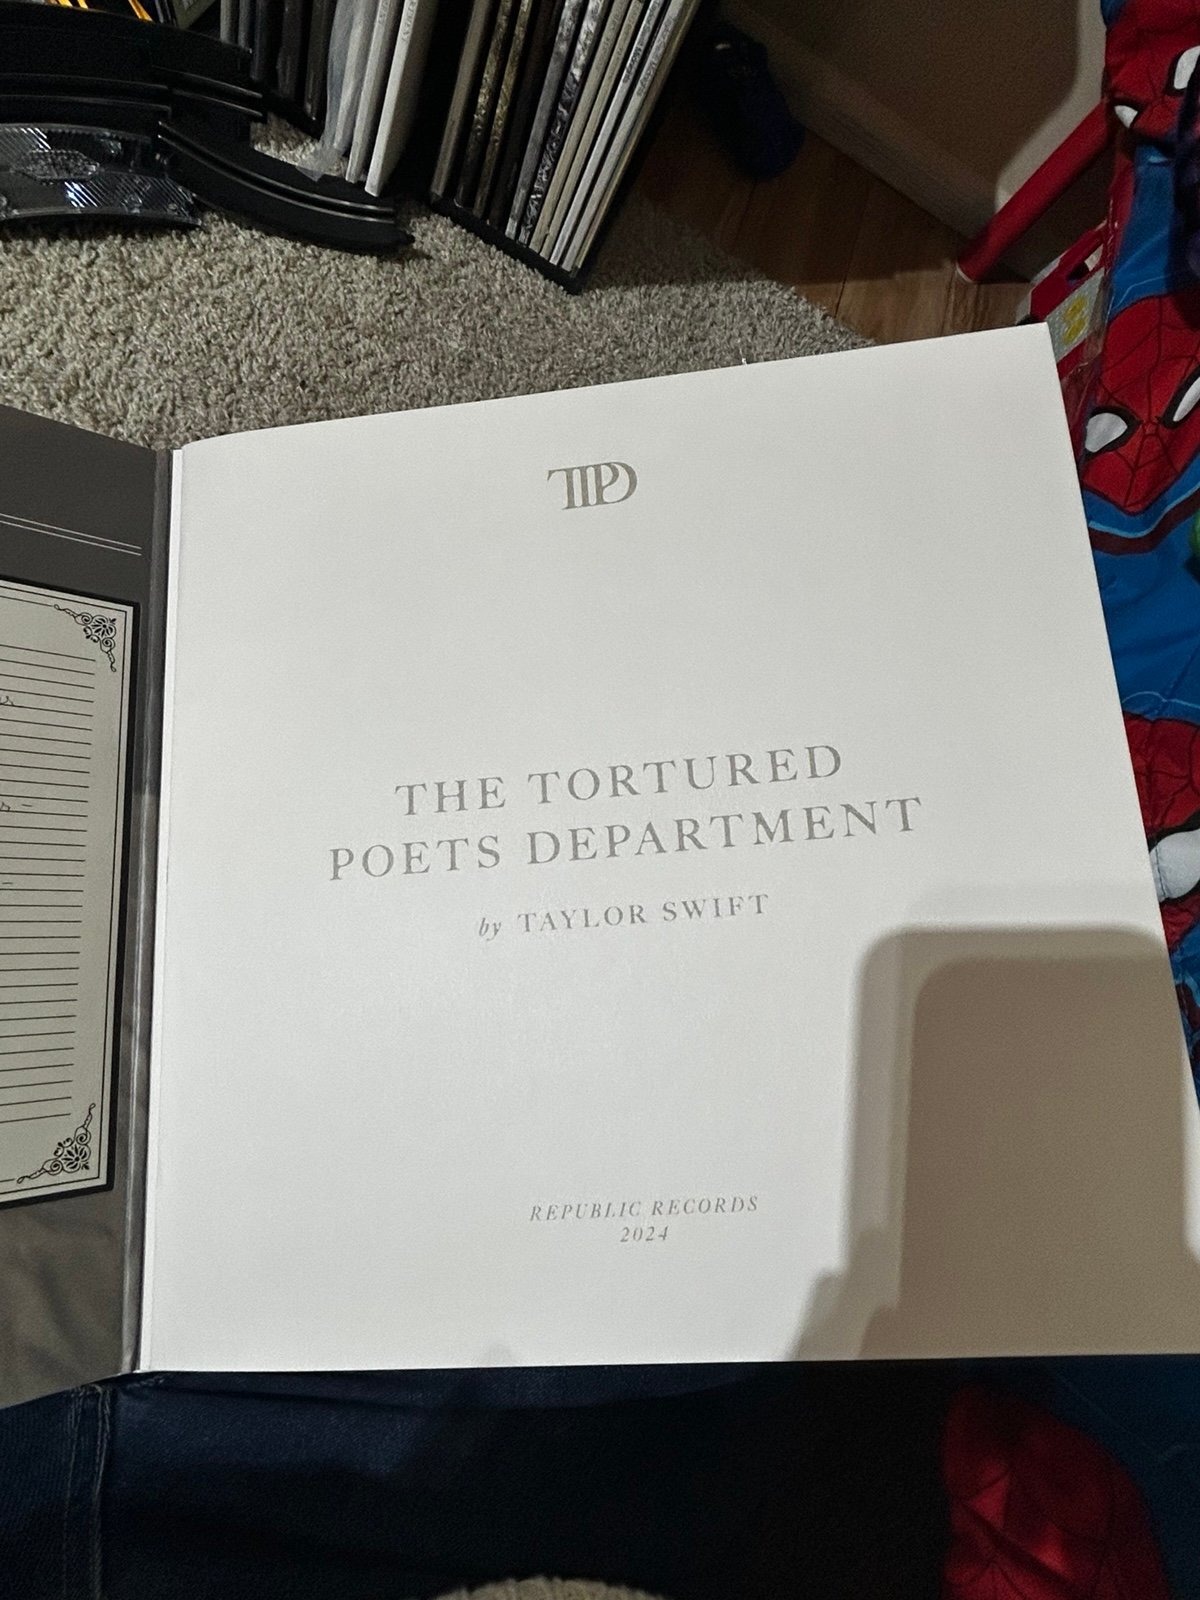 TTPD
THE TORTURED
POETS DEPARTMENT
by TAYLOR SWIFT
REPUBLIC RECORDS
2024